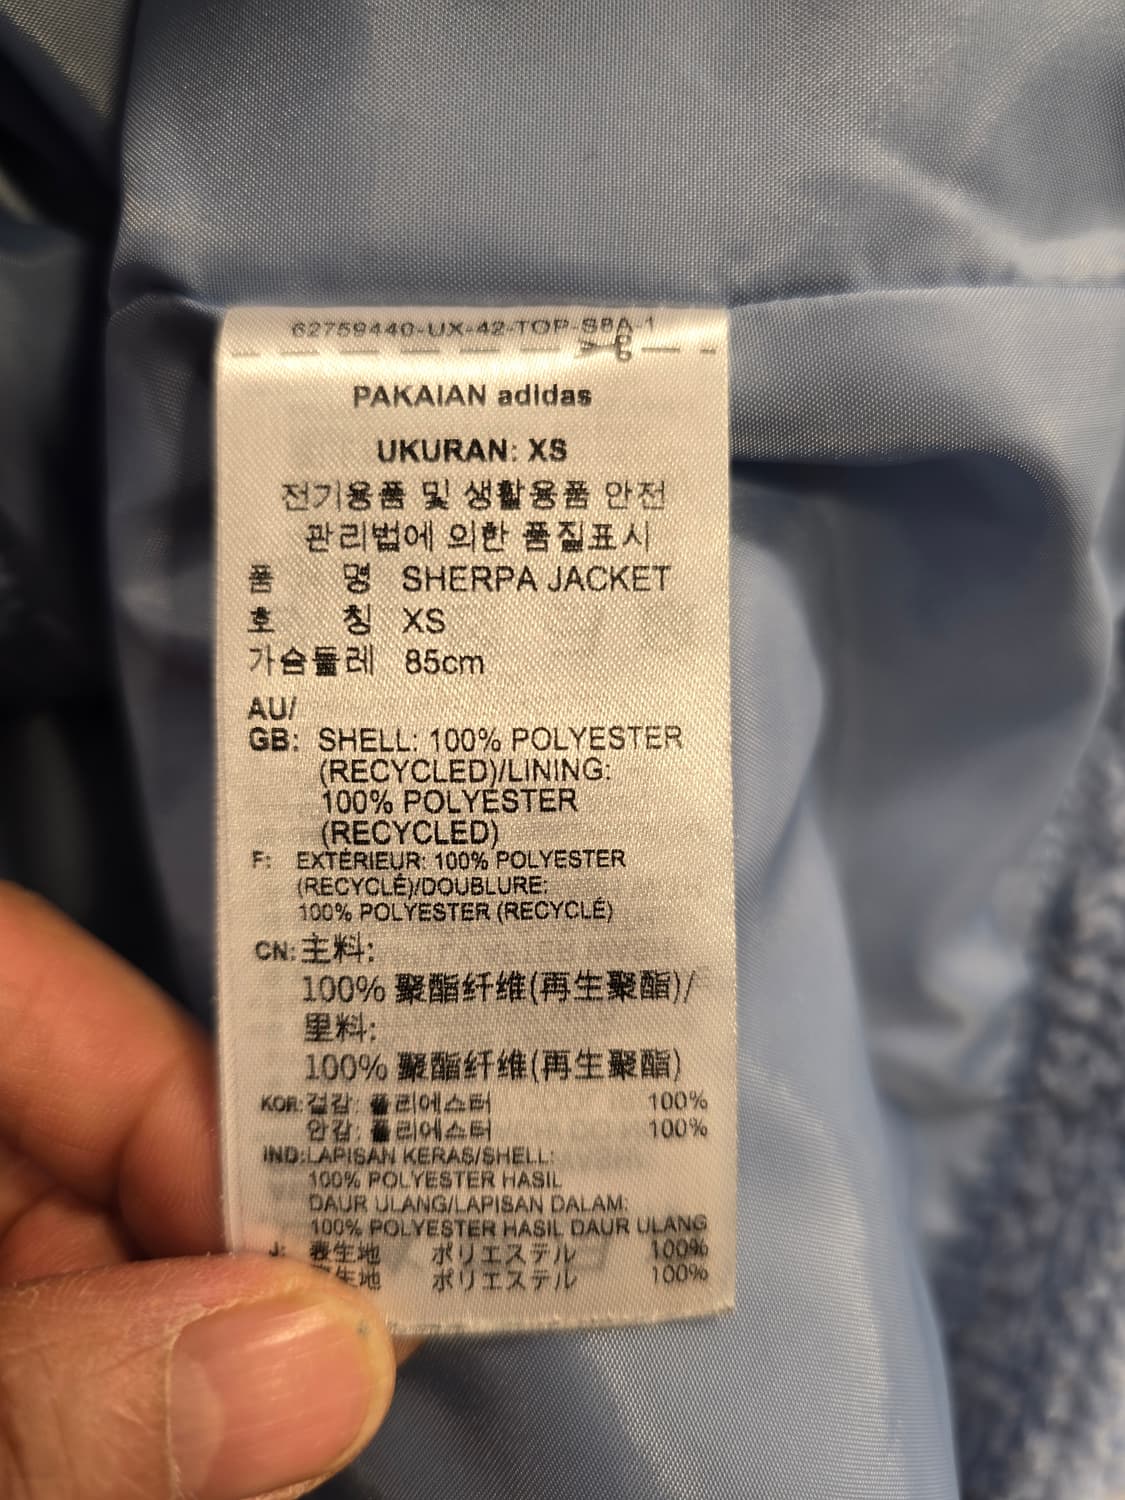 62759440-UX-42-TOP-S8A-1
PAKAIAN adidas
UKURAN: XS
전기용품 및 생활용품 안전
관리법에 의한 품질표시
품 명 SHERPA JACKET
호 칭 XS
가슴둘레 85cm
AU/
GB: SHELL: 100% POLYESTER
(RECYCLED)/LINING:
100% POLYESTER
(RECYCLED)
F: EXTÉRIEUR: 100% POLYESTER
(RECYCLÉ)/DOUBLURE:
100% POLYESTER (RECYCLÉ)
CN: 主料:
100% 聚酯纤维(再生聚酯)/
里料:
100% 聚酯纤维(再生聚酯)
KOR: 겉감: 폴리에스터 100%
안감: 폴리에스터 100%
IND: LAPISAN KERAS/SHELL:
100% POLYESTER HASIL
DAUR ULANG/LAPISAN DALAM:
100% POLYESTER HASIL DAUR ULANG
J: 表生地 ポリエステル 100%
生地 ポリエステル 100%